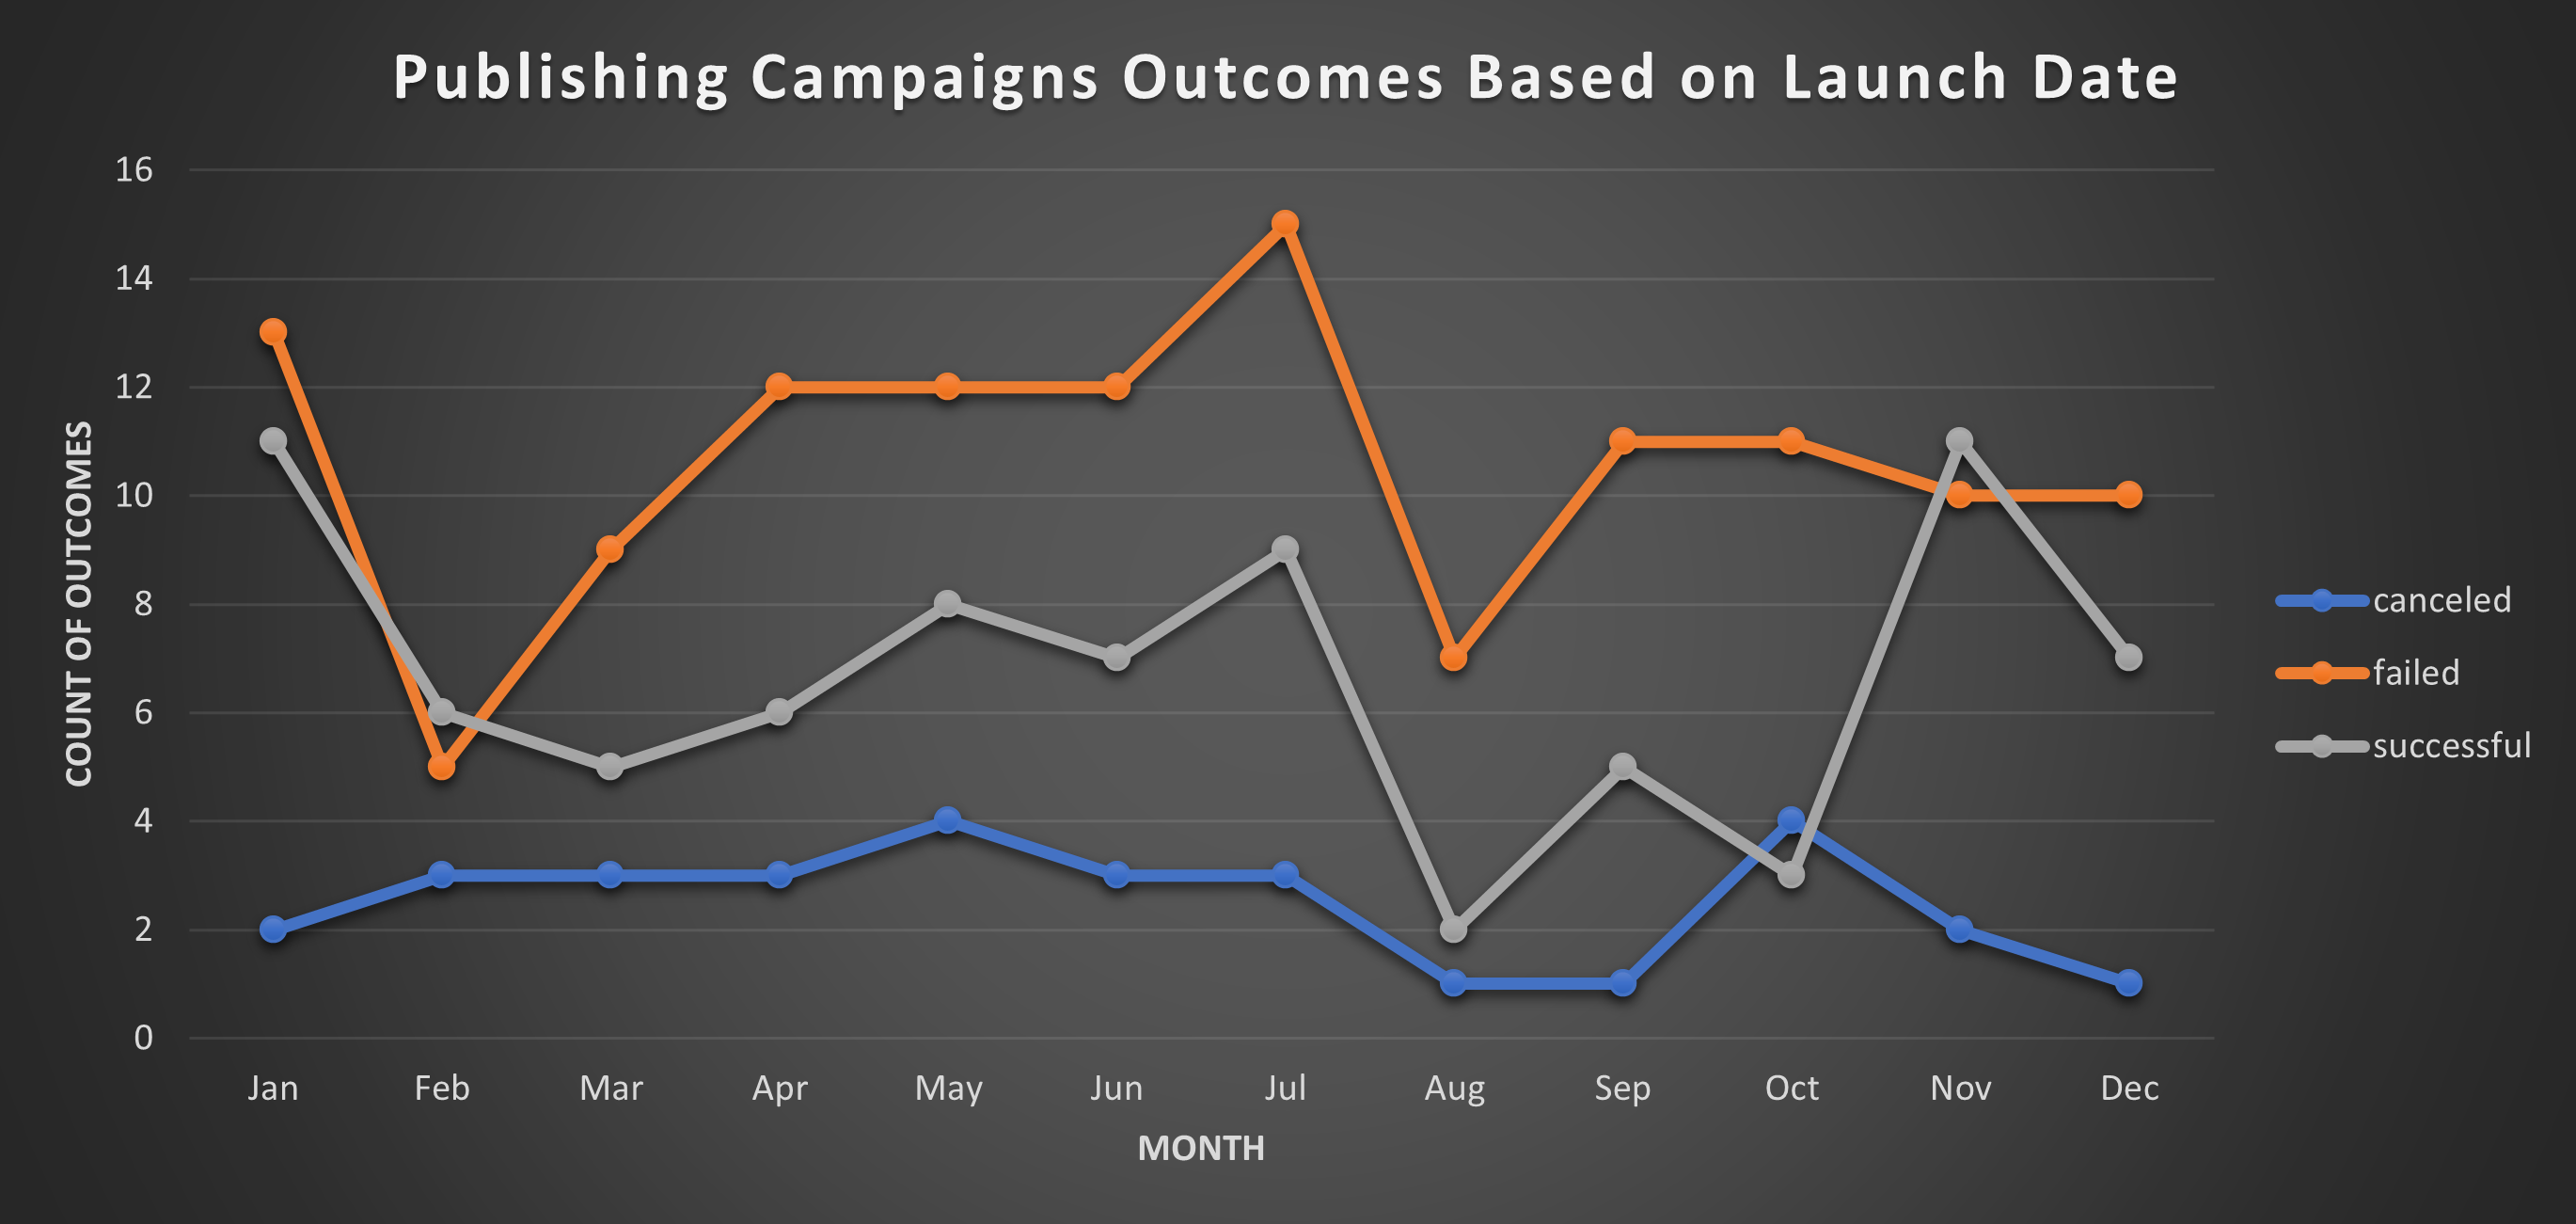 Publishing Campaigns Outcomes Based on Launch Date
16
14
12
10
8
6
4
2
0
COUNT OF OUTCOMES
Jan Feb Mar Apr May Jun Jul Aug Sep Oct Nov Dec
MONTH
canceled
failed
successful